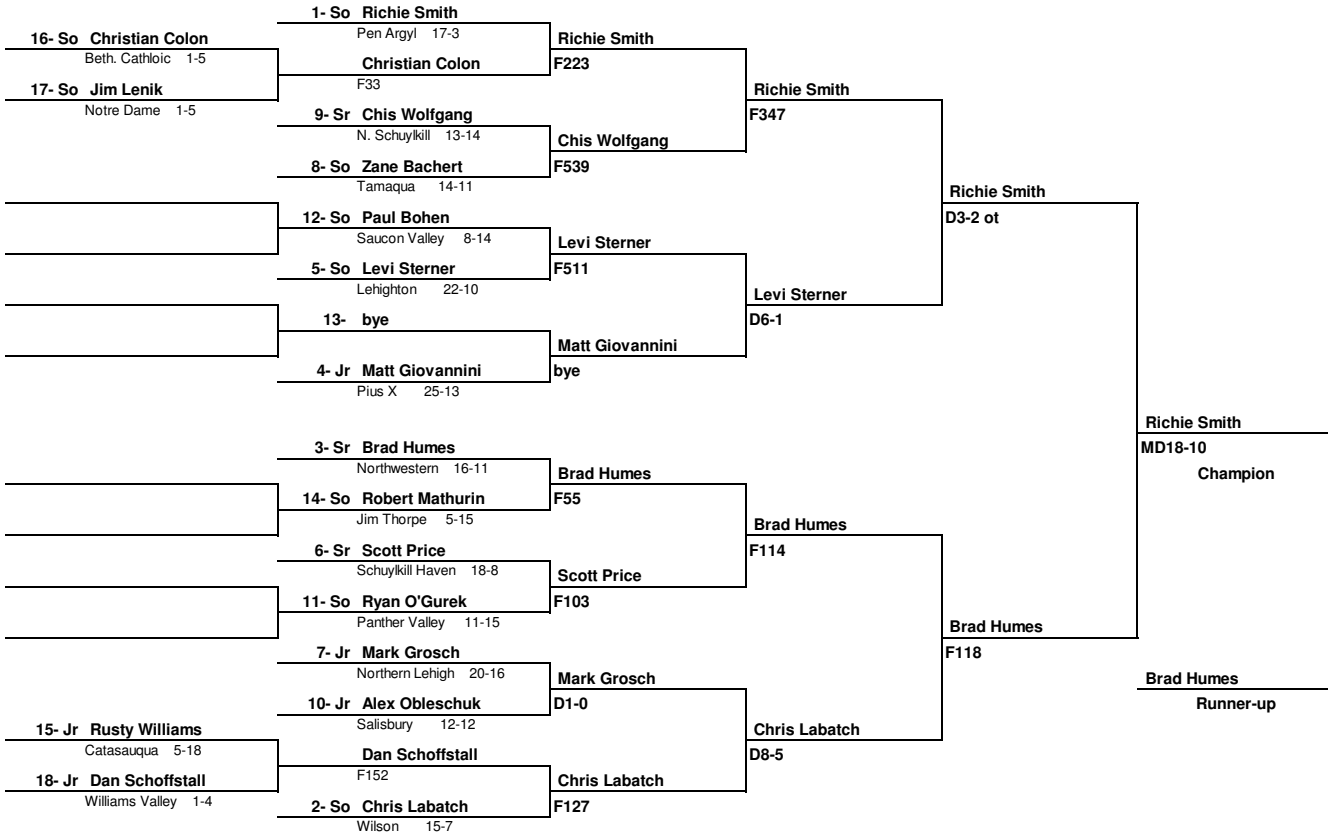 1- So Richie Smith
Pen Argyl 17-3
16- So Christian Colon
Beth. Cathloic 1-5
Christian Colon
F33
17- So Jim Lenik
Notre Dame 1-5
9- Sr Chis Wolfgang
N. Schuylkill 13-14
8- So Zane Bachert
Tamaqua 14-11
12- So Paul Bohen
Saucon Valley 8-14
5- So Levi Sterner
Lehighton 22-10
13- bye
4- Jr Matt Giovannini
Pius X 25-13
3- Sr Brad Humes
Northwestern 16-11
14- So Robert Mathurin
Jim Thorpe 5-15
6- Sr Scott Price
Schuylkill Haven 18-8
11- So Ryan O'Gurek
Panther Valley 11-15
7- Jr Mark Grosch
Northern Lehigh 20-16
10- Jr Alex Obleschuk
Salisbury 12-12
15- Jr Rusty Williams
Catasauqua 5-18
Dan Schoffstall
F152
18- Jr Dan Schoffstall
Williams Valley 1-4
2- So Chris Labatch
Wilson 15-7
Richie Smith
F223
Chis Wolfgang
F539
Levi Sterner
F511
Matt Giovannini
bye
Brad Humes
F55
Scott Price
F103
Mark Grosch
D1-0
Chris Labatch
F127
Richie Smith
F347
Levi Sterner
D6-1
Brad Humes
F114
Chris Labatch
D8-5
Richie Smith
D3-2 ot
Brad Humes
F118
Richie Smith
MD18-10
Champion
Brad Humes
Runner-up